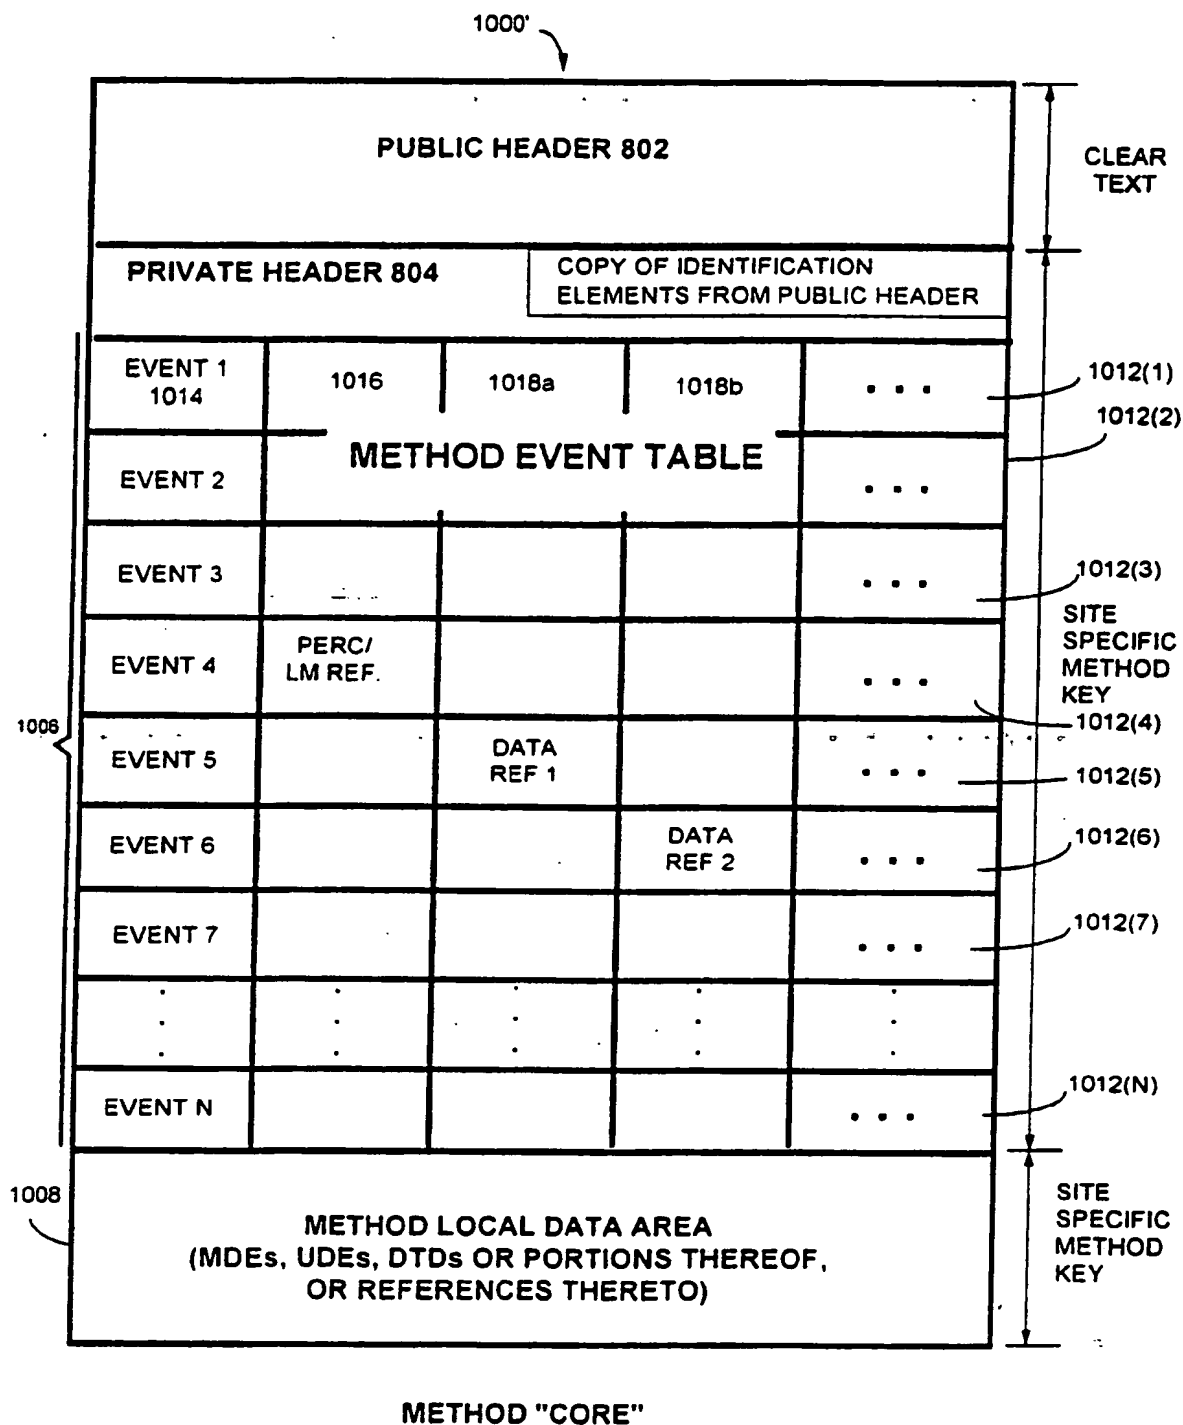 1000'
PUBLIC HEADER 802
CLEAR
TEXT
PRIVATE HEADER 804
COPY OF IDENTIFICATION
ELEMENTS FROM PUBLIC HEADER
EVENT 1
1014
1016
1018a
1018b
. . .
1012(1)
1012(2)
METHOD EVENT TABLE
EVENT 2
. . .
EVENT 3
. . .
1012(3)
SITE
SPECIFIC
METHOD
KEY
EVENT 4
PERC/
LM REF.
. . .
1012(4)
1006
EVENT 5
DATA
REF 1
. . .
1012(5)
EVENT 6
DATA
REF 2
. . .
1012(6)
EVENT 7
. . .
1012(7)
EVENT N
. . .
1012(N)
1008
METHOD LOCAL DATA AREA
(MDEs, UDEs, DTDs OR PORTIONS THEREOF,
OR REFERENCES THERETO)
SITE
SPECIFIC
METHOD
KEY
METHOD "CORE"